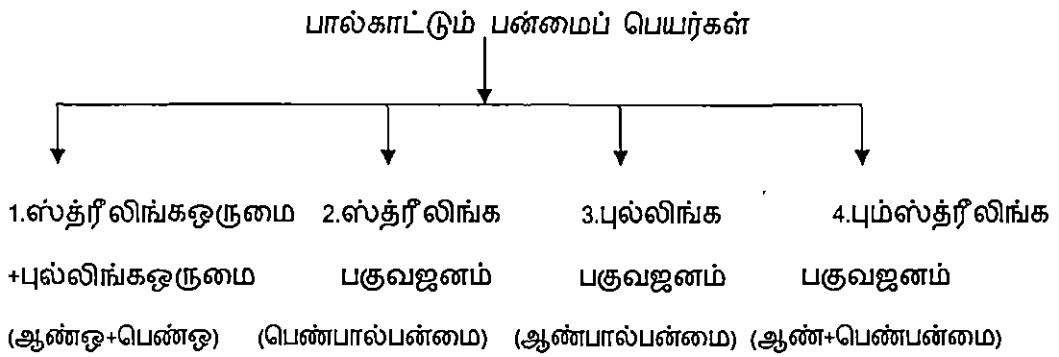 பால்காட்டும் பன்மைப் பெயர்கள்
1.ஸ்த்ரீலிங்கஒருமை 2.ஸ்த்ரீலிங்க 3.புல்லிங்க 4.பும்ஸ்த்ரீலிங்க
+புல்லிங்கஒருமை பகுவஜனம் பகுவஜனம் பகுவஜனம்
(ஆண்ஒ+பெண்ஒ) (பெண்பால்பன்மை) (ஆண்பால்பன்மை) (ஆண்+பெண்பன்மை)